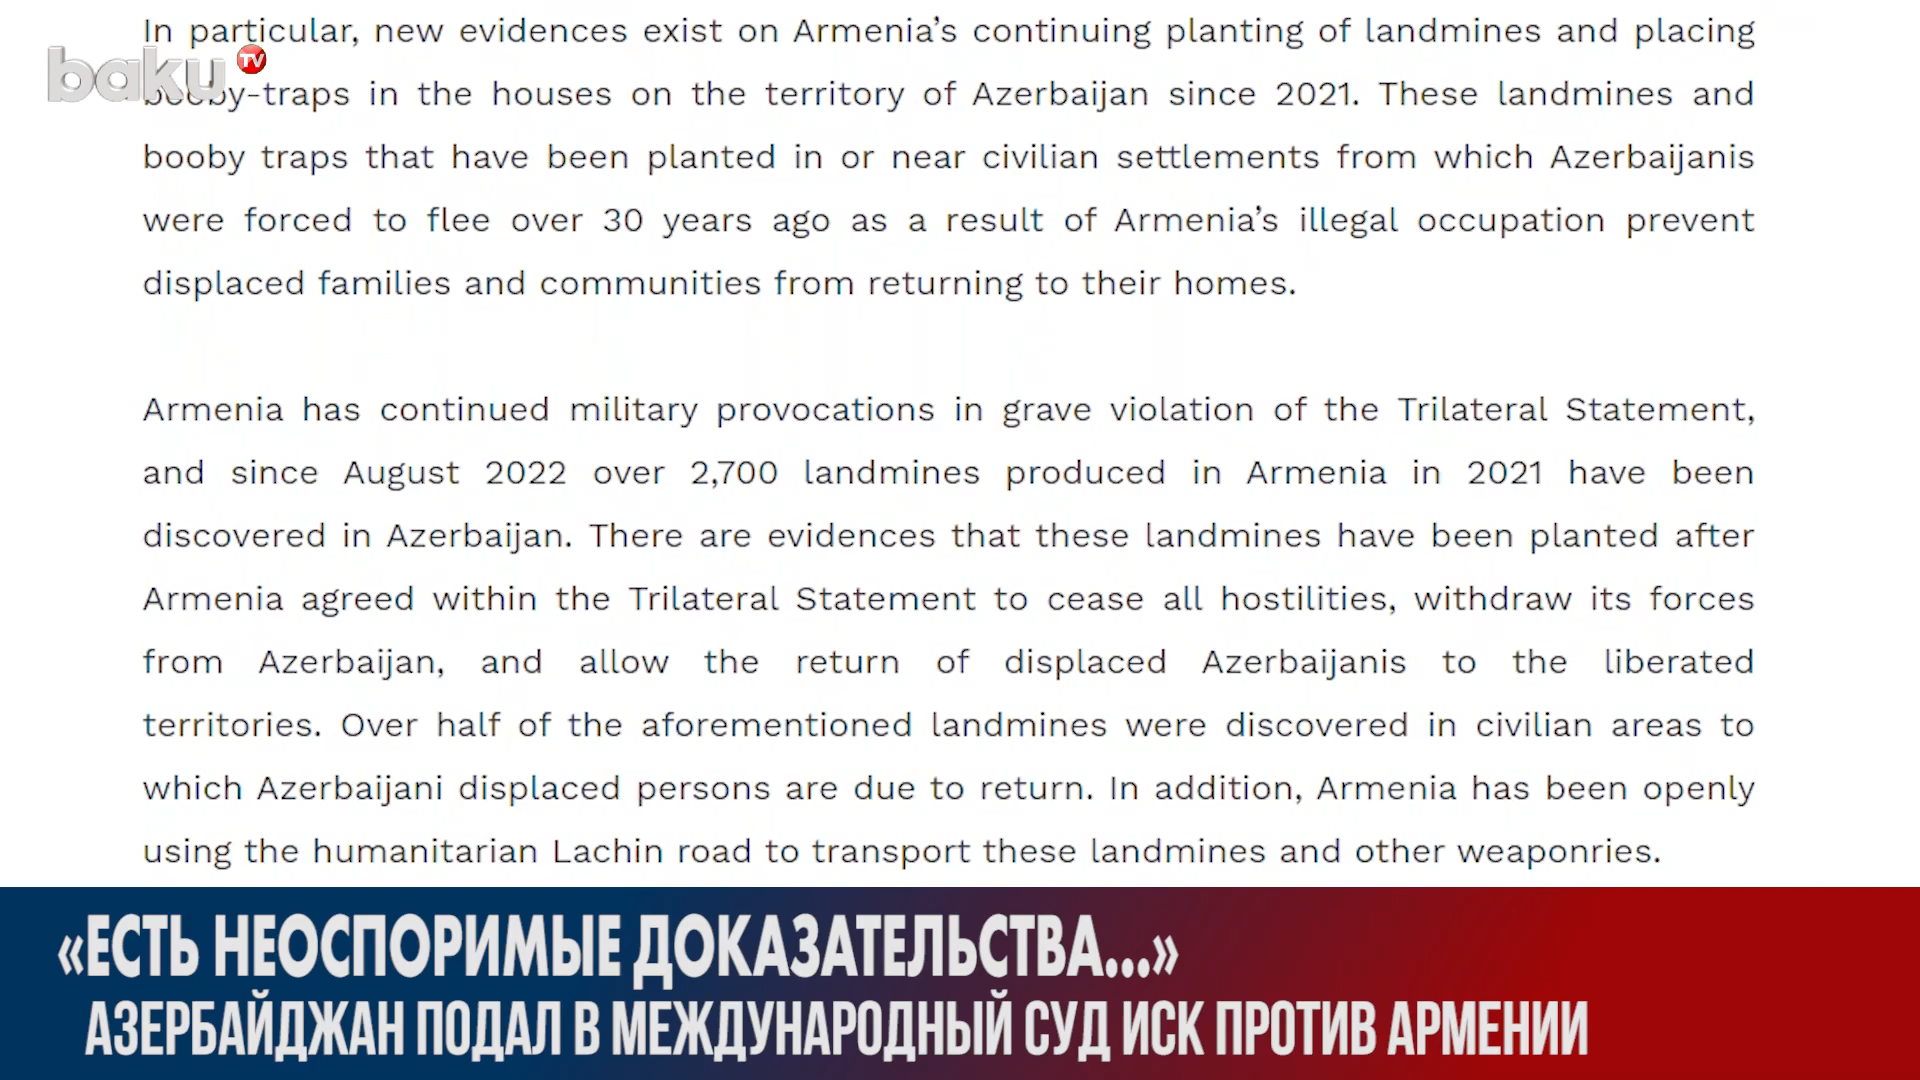 In particular, new evidences exist on Armenia's continuing planting of landmines and placing
baku TV
booby-traps in the houses on the territory of Azerbaijan since 2021. These landmines and
booby traps that have been planted in or near civilian settlements from which Azerbaijanis
were forced to flee over 30 years ago as a result of Armenia's illegal occupation prevent
displaced families and communities from returning to their homes.
Armenia has continued military provocations in grave violation of the Trilateral Statement,
and since August 2022 over 2,700 landmines produced in Armenia in 2021 have been
discovered in Azerbaijan. There are evidences that these landmines have been planted after
Armenia agreed within the Trilateral Statement to cease all hostilities, withdraw its forces
from Azerbaijan, and allow the return of displaced Azerbaijanis to the liberated
territories. Over half of the aforementioned landmines were discovered in civilian areas to
which Azerbaijani displaced persons are due to return. In addition, Armenia has been openly
using the humanitarian Lachin road to transport these landmines and other weaponries.
«ЕСТЬ НЕОСПОРИМЫЕ ДОКАЗАТЕЛЬСТВА...»
АЗЕРБАЙДЖАН ПОДАЛ В МЕЖДУНАРОДНЫЙ СУД ИСК ПРОТИВ АРМЕНИИ